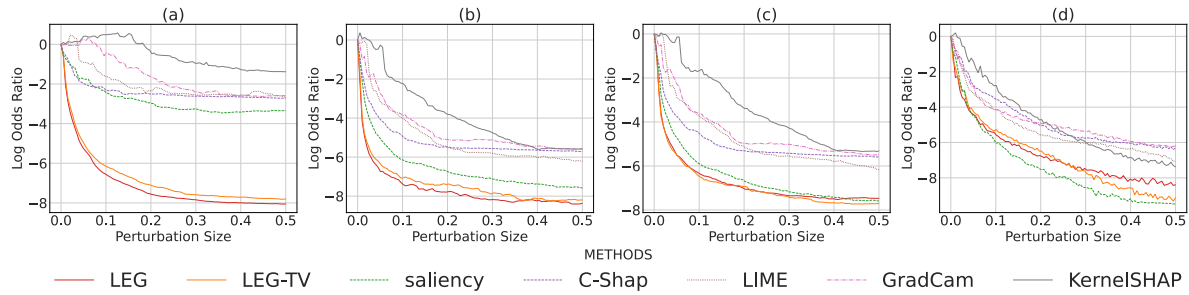 (a)
Log Odds Ratio
0
−2
−4
−6
−8
0.0 0.1 0.2 0.3 0.4 0.5
Perturbation Size
(b)
Log Odds Ratio
0
−2
−4
−6
−8
0.0 0.1 0.2 0.3 0.4 0.5
Perturbation Size
(c)
Log Odds Ratio
0
−2
−4
−6
−8
0.0 0.1 0.2 0.3 0.4 0.5
Perturbation Size
(d)
Log Odds Ratio
0
−2
−4
−6
−8
0.0 0.1 0.2 0.3 0.4 0.5
Perturbation Size
METHODS
LEG LEG-TV saliency C-Shap LIME GradCam KernelSHAP